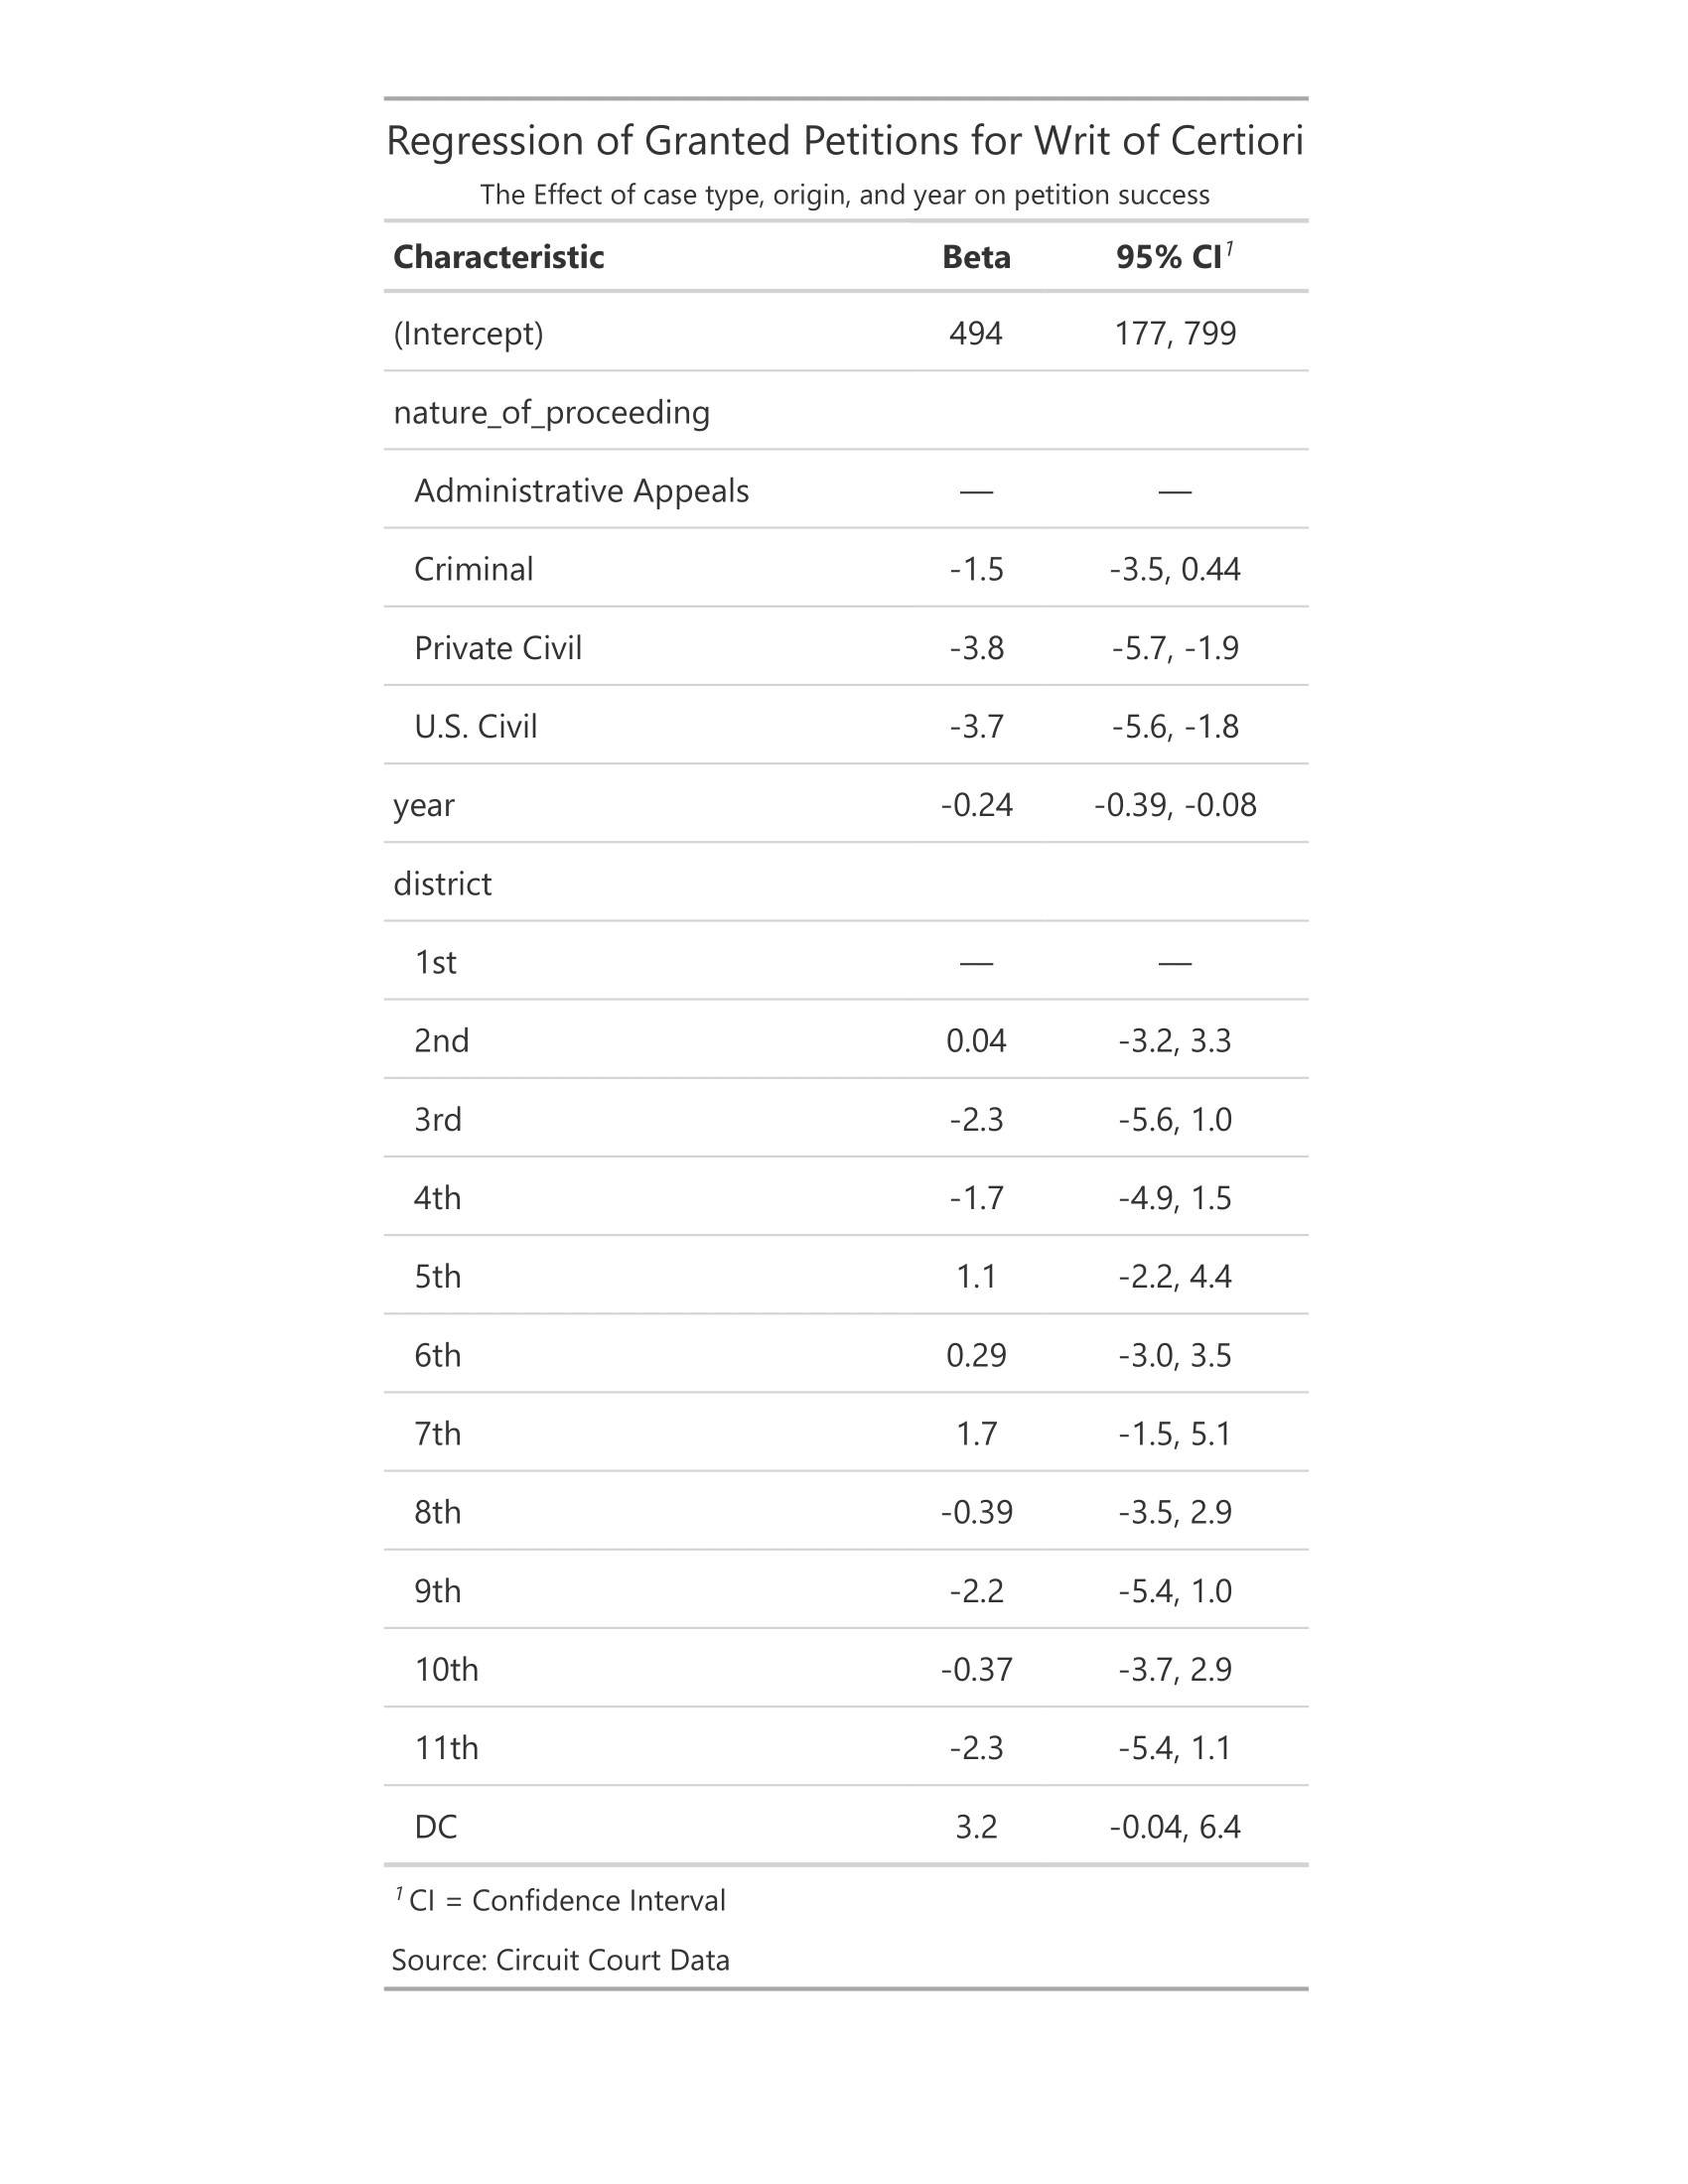 Regression of Granted Petitions for Writ of Certiori
The Effect of case type, origin, and year on petition success
Characteristic Beta 95% CI1
(Intercept) 494 177, 799
nature_of_proceeding
Administrative Appeals — —
Criminal -1.5 -3.5, 0.44
Private Civil -3.8 -5.7, -1.9
U.S. Civil -3.7 -5.6, -1.8
year -0.24 -0.39, -0.08
district
1st — —
2nd 0.04 -3.2, 3.3
3rd -2.3 -5.6, 1.0
4th -1.7 -4.9, 1.5
5th 1.1 -2.2, 4.4
6th 0.29 -3.0, 3.5
7th 1.7 -1.5, 5.1
8th -0.39 -3.5, 2.9
9th -2.2 -5.4, 1.0
10th -0.37 -3.7, 2.9
11th -2.3 -5.4, 1.1
DC 3.2 -0.04, 6.4
1 CI = Confidence Interval
Source: Circuit Court Data